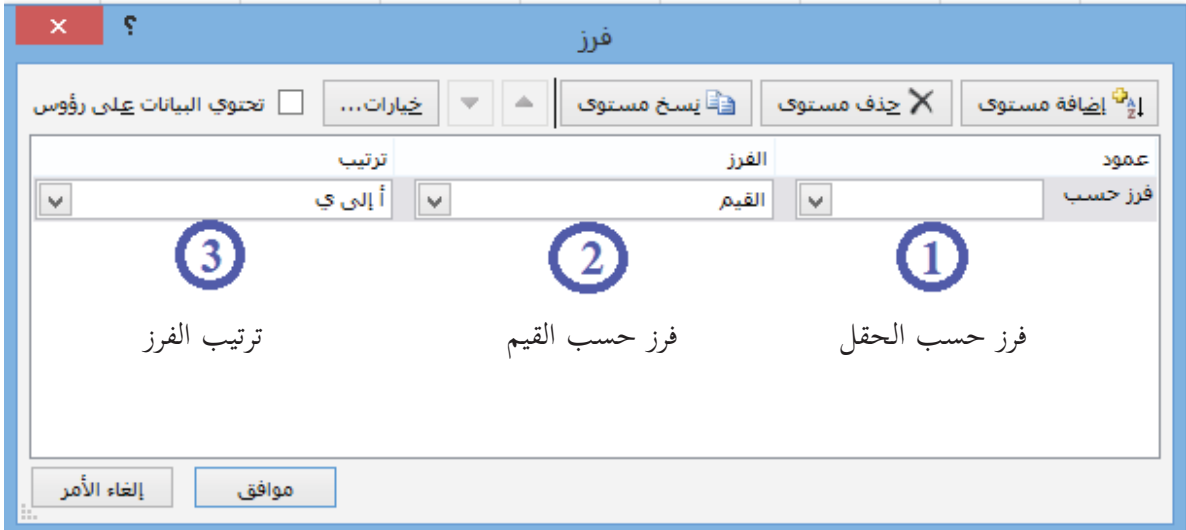 فرز
؟
إضافة مستوى حذف مستوى نسخ مستوى خيارات... تحتوي البيانات على رؤوس
عمود الفرز ترتيب
فرز حسب القيم أ إلى ي
1 2 3
فرز حسب الحقل فرز حسب القيم ترتيب الفرز
موافق إلغاء الأمر